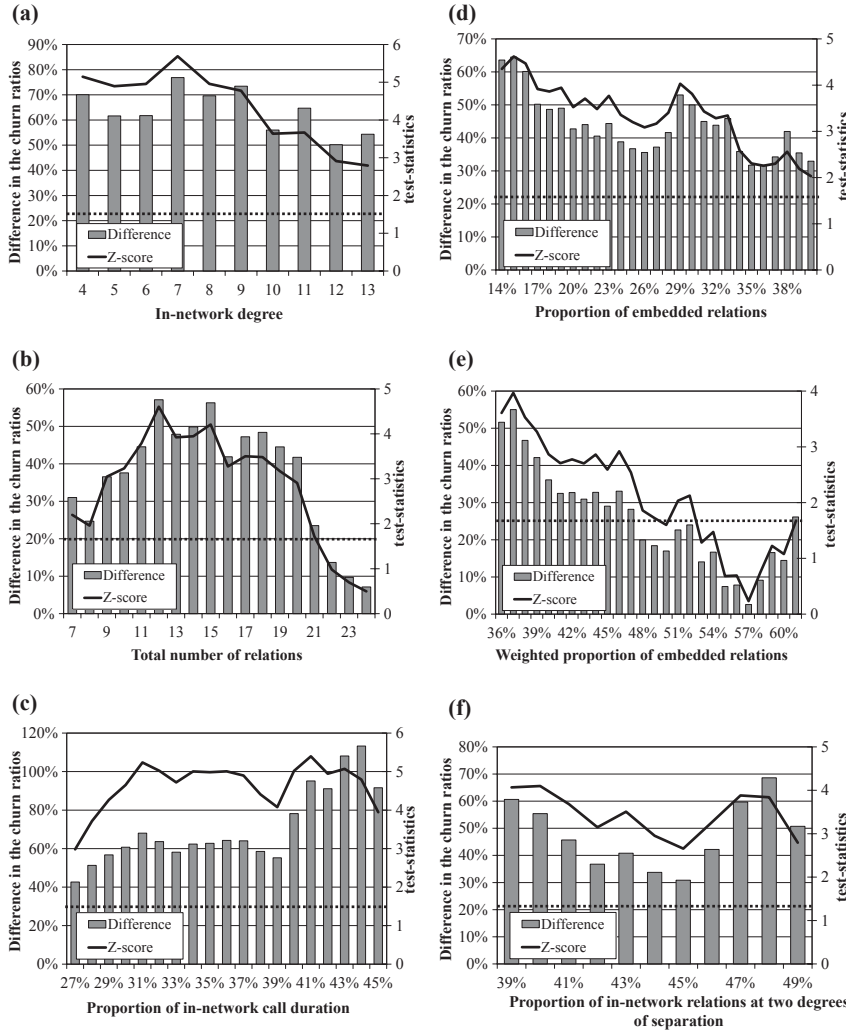 (a)
Difference in the churn ratios
90%
80%
70%
60%
50%
40%
30%
20%
10%
0%
6
5
4
3
2
1
0
test-statistics
Difference
Z-score
4 5 6 7 8 9 10 11 12 13
In-network degree
(d)
Difference in the churn ratios
70%
60%
50%
40%
30%
20%
10%
0%
5
4
3
2
1
0
test-statistics
Difference
Z-score
14% 17% 20% 23% 26% 29% 32% 35% 38%
Proportion of embedded relations
(b)
Difference in the churn ratios
60%
50%
40%
30%
20%
10%
0%
5
4
3
2
1
0
test-statistics
Difference
Z-score
7 9 11 13 15 17 19 21 23
Total number of relations
(e)
Difference in the churn ratios
60%
50%
40%
30%
20%
10%
0%
4
3
2
1
0
test-statistics
Difference
Z-score
36% 39% 42% 45% 48% 51% 54% 57% 60%
Weighted proportion of embedded relations
(c)
Difference in the churn ratios
120%
100%
80%
60%
40%
20%
0%
6
5
4
3
2
1
0
test-statistics
Difference
Z-score
27% 29% 31% 33% 35% 37% 39% 41% 43% 45%
Proportion of in-network call duration
(f)
Difference in the churn ratios
80%
70%
60%
50%
40%
30%
20%
10%
0%
5
4
3
2
1
0
test-statistics
Difference
Z-score
39% 41% 43% 45% 47% 49%
Proportion of in-network relations at two degrees
of separation